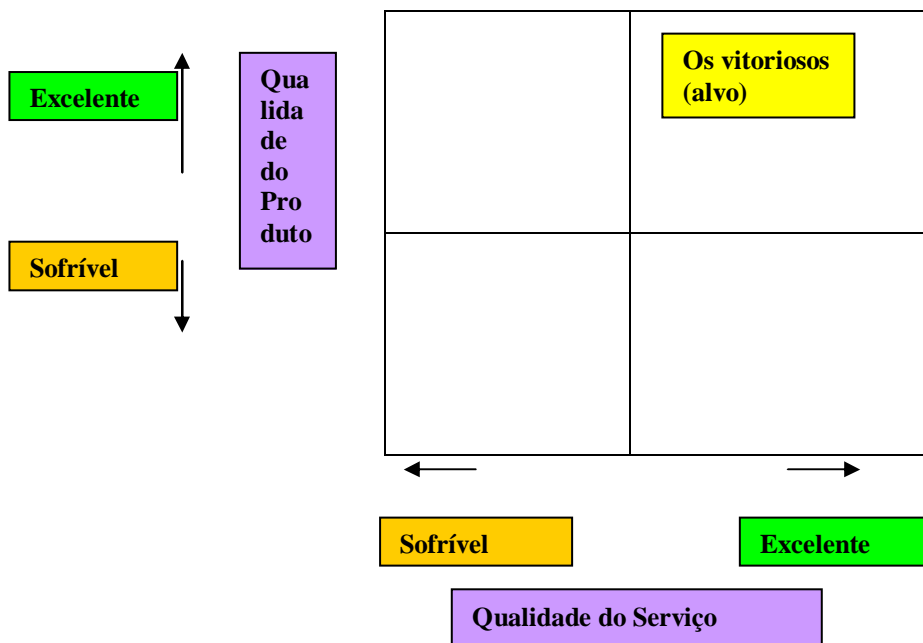 Excelente
Qua
lida
de
do
Pro
duto
Os vitoriosos
(alvo)
Sofrível
Sofrível
Excelente
Qualidade do Serviço